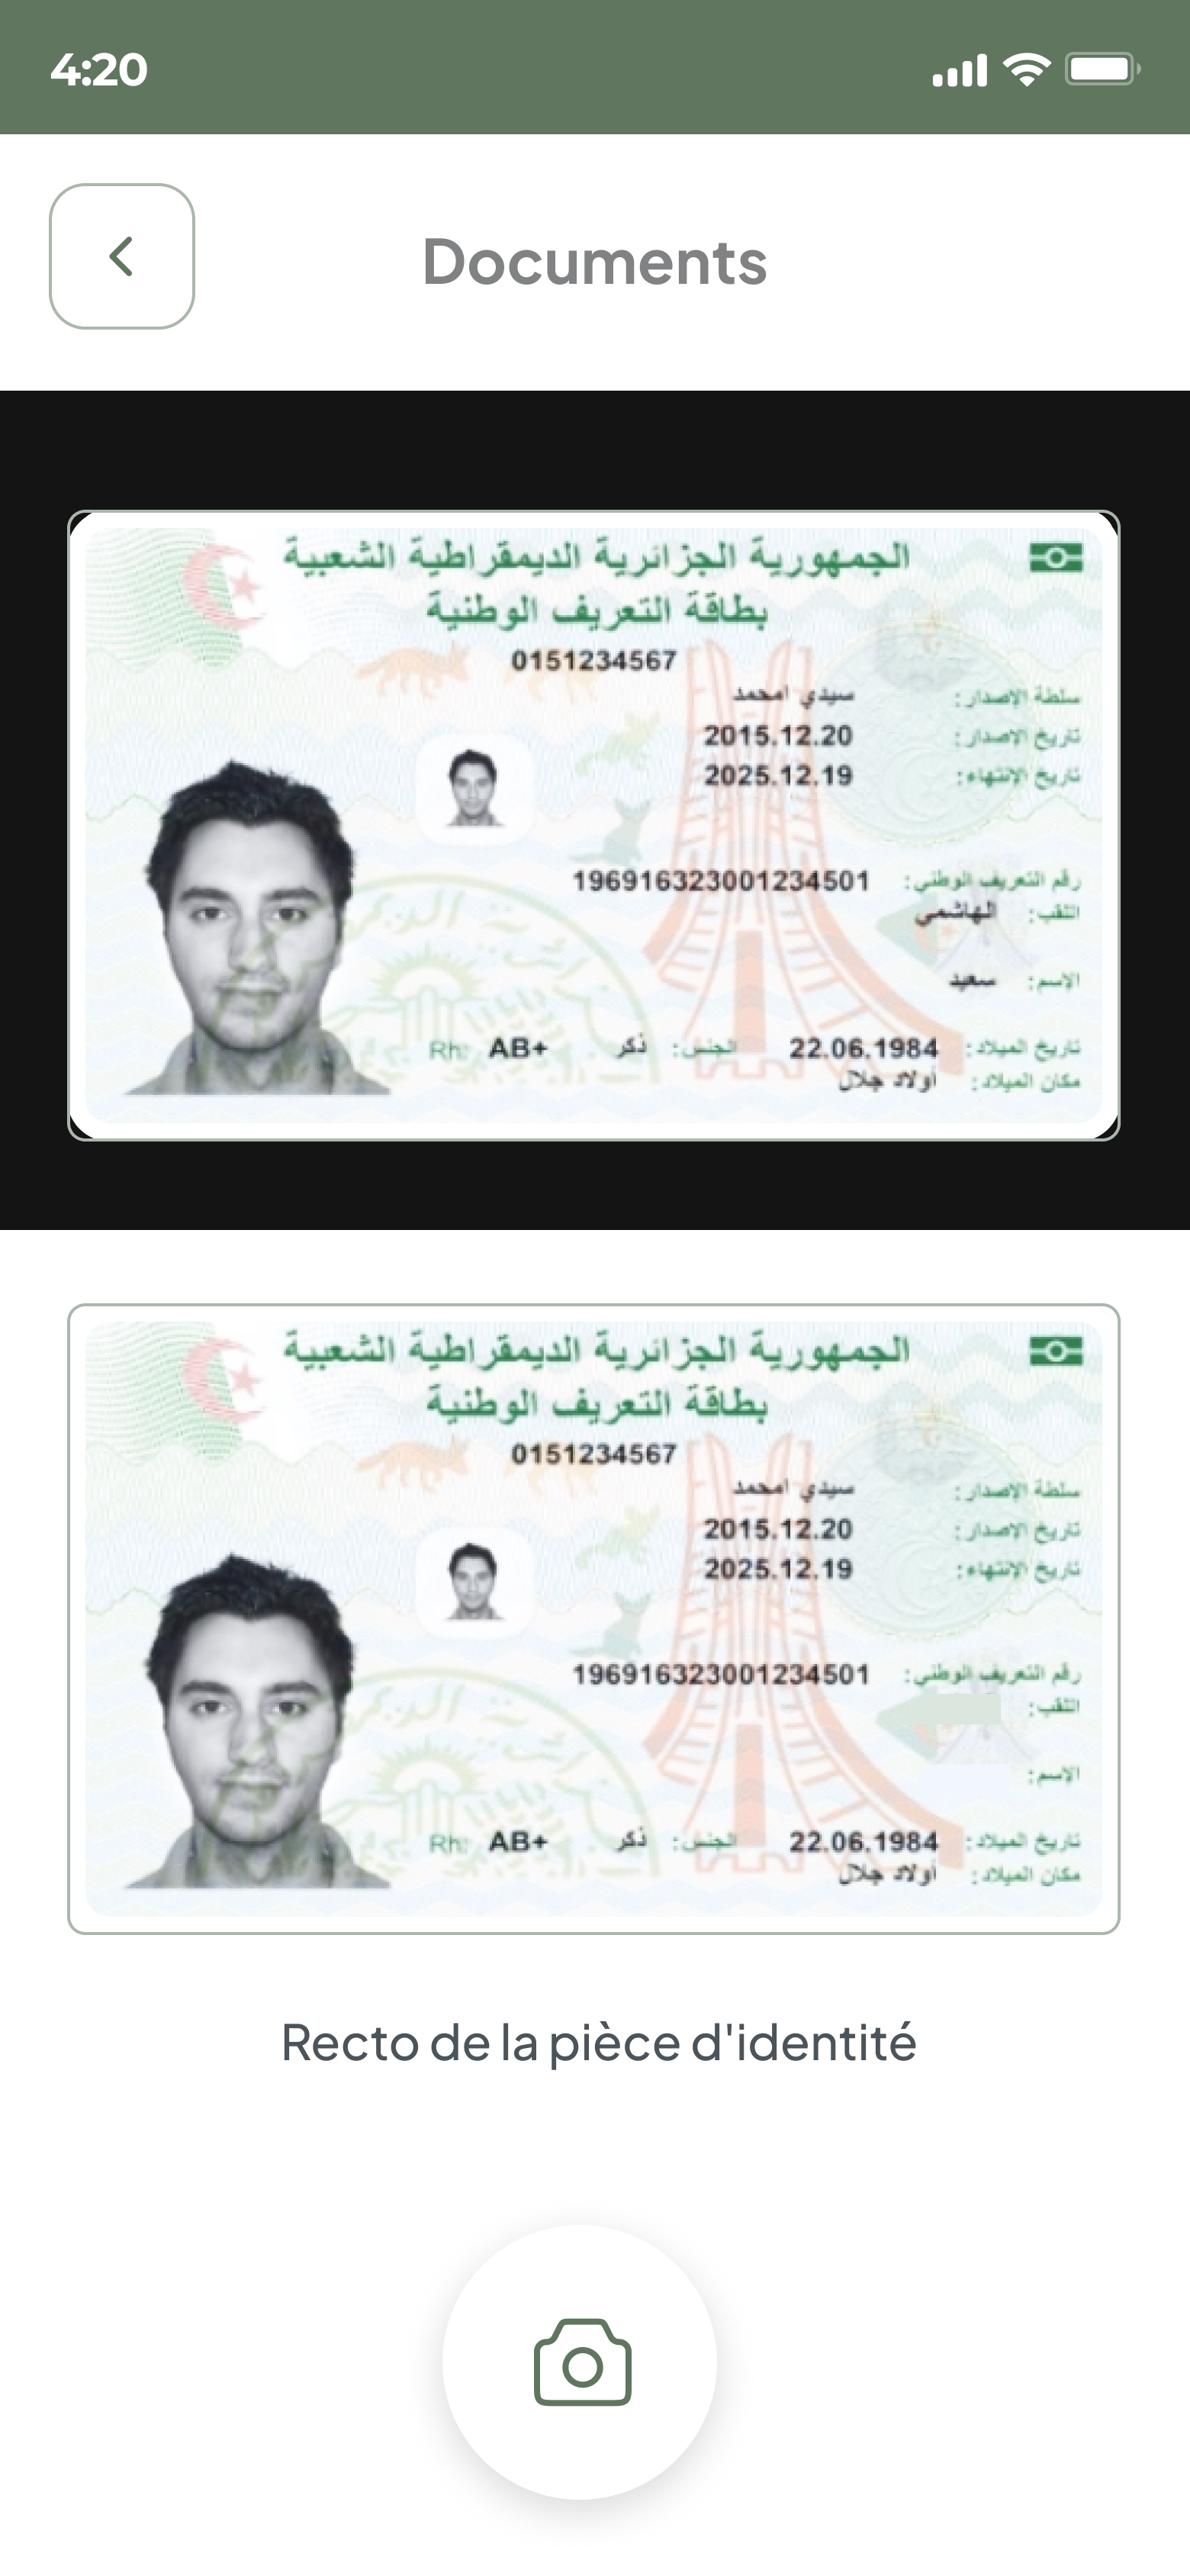 4:20
Documents
الجمهورية الجزائرية الديمقراطية الشعبية
بطاقة التعريف الوطنية
0151234567
سلطة الإصدار: سيدي امحمد
تاريخ الإصدار: 2015.12.20
تاريخ الإنتهاء: 2025.12.19
رقم التعريف الوطني: 196916323001234501
اللقب: الهاشمي
الاسم: سعيد
تاريخ الميلاد: 22.06.1984 الجنس: ذكر Rh: AB+
مكان الميلاد: أولاد جلال
الجمهورية الجزائرية الديمقراطية الشعبية
بطاقة التعريف الوطنية
0151234567
سلطة الإصدار: سيدي امحمد
تاريخ الإصدار: 2015.12.20
تاريخ الإنتهاء: 2025.12.19
رقم التعريف الوطني: 196916323001234501
اللقب:
الاسم:
تاريخ الميلاد: 22.06.1984 الجنس: ذكر Rh: AB+
مكان الميلاد: أولاد جلال
Recto de la pièce d'identité